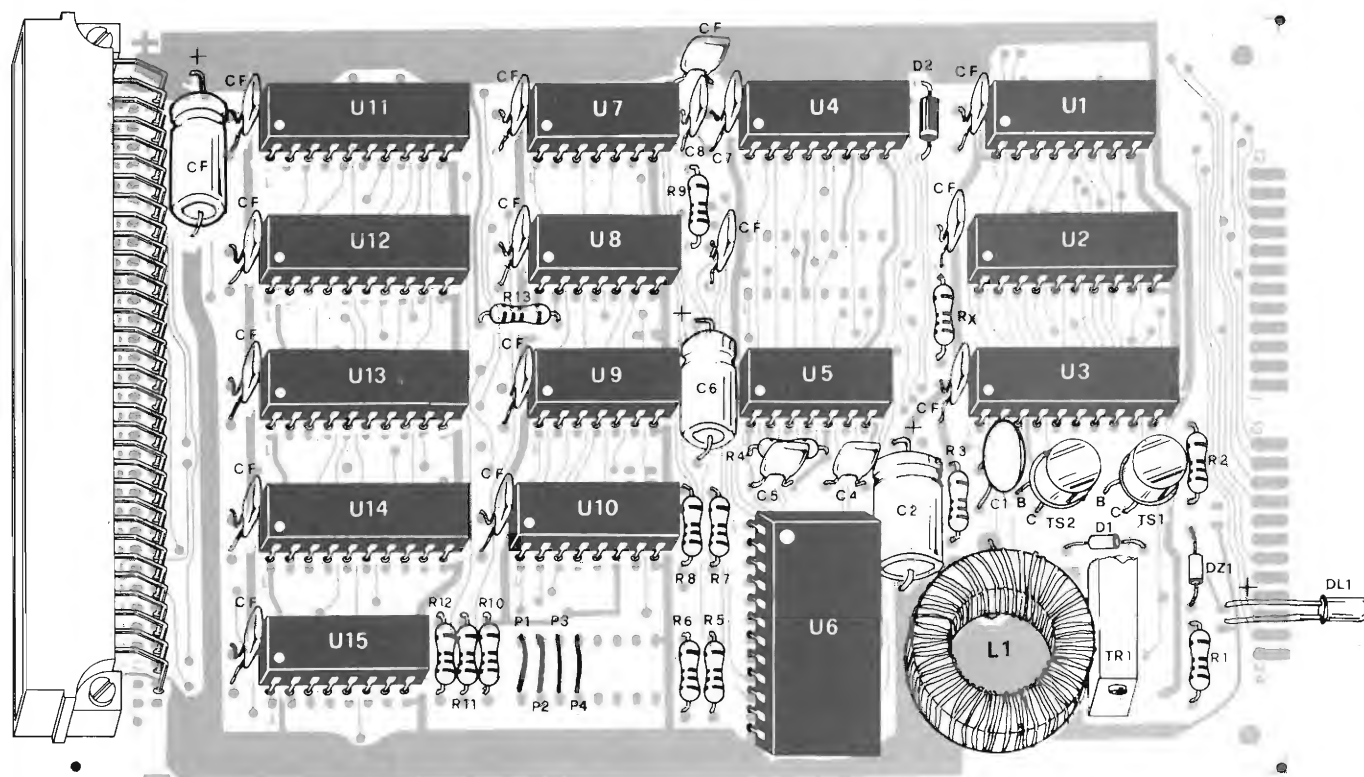 CF
+
CF
CF
CF
D2
CF
U11
U7
U4
U1
CF
C8
C7
R9
CF
CF
CF
CF
U12
U8
U2
R13
+
RX
CF
CF
U13
U9
C6
U5
U3
CF
+
R4
R3
R2
C5
C4
C1
B
C
TS2
B
C
TS1
CF
CF
U14
U10
C2
D1
R8
R7
DZ1
+
DL1
CF
R12
R10
P1
P3
R6
R5
U15
U6
L1
TR1
R1
R11
P2
P4